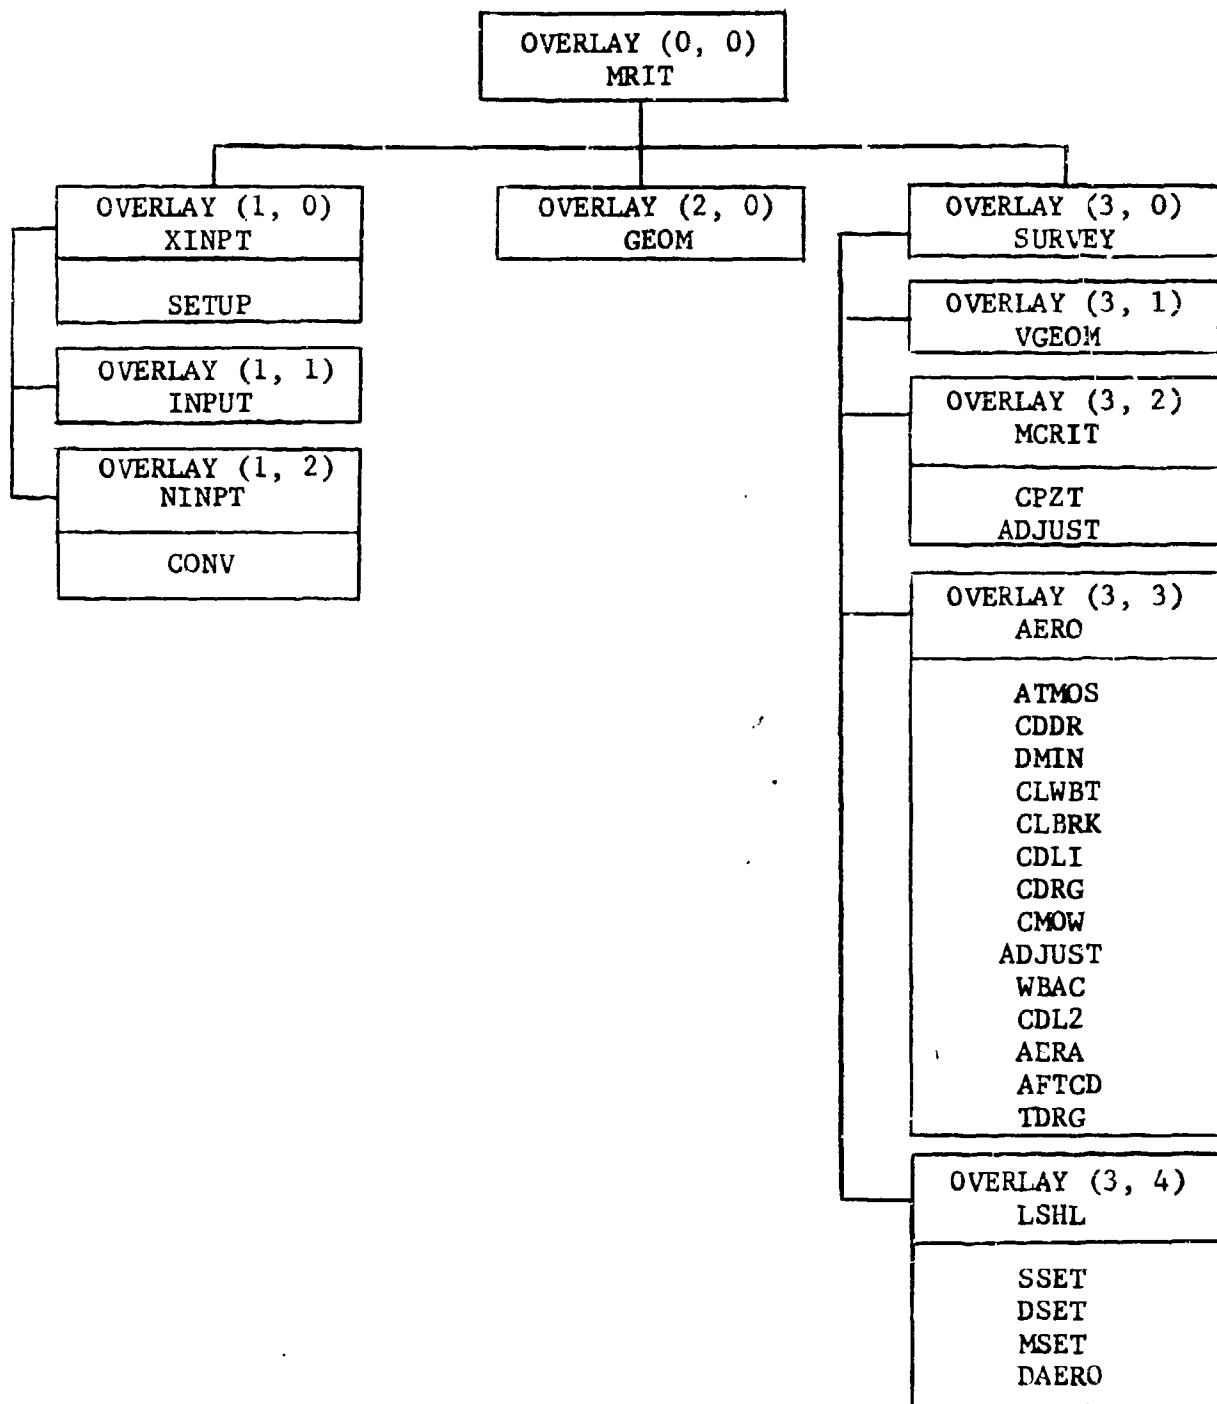 OVERLAY (0, 0)
MRIT
OVERLAY (1, 0)
XINPT
SETUP
OVERLAY (1, 1)
INPUT
OVERLAY (1, 2)
NINPT
CONV
OVERLAY (2, 0)
GEOM
OVERLAY (3, 0)
SURVEY
OVERLAY (3, 1)
VGEOM
OVERLAY (3, 2)
MCRIT
CPZT
ADJUST
OVERLAY (3, 3)
AERO
ATMOS
CDDR
DMIN
CLWBT
CLBRK
CDLI
CDRG
CMOW
ADJUST
WBAC
CDL2
AERA
AFTCD
TDRG
OVERLAY (3, 4)
LSHL
SSET
DSET
MSET
DAERO